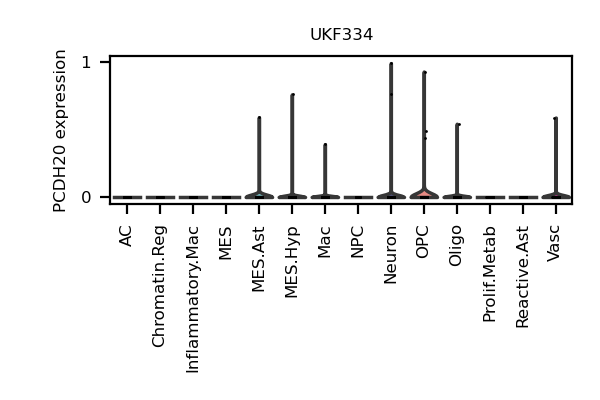 UKF334
PCDH20 expression
1
0
AC
Chromatin.Reg
Inflammatory.Mac
MES
MES.Ast
MES.Hyp
Mac
NPC
Neuron
OPC
Oligo
Prolif.Metab
Reactive.Ast
Vasc